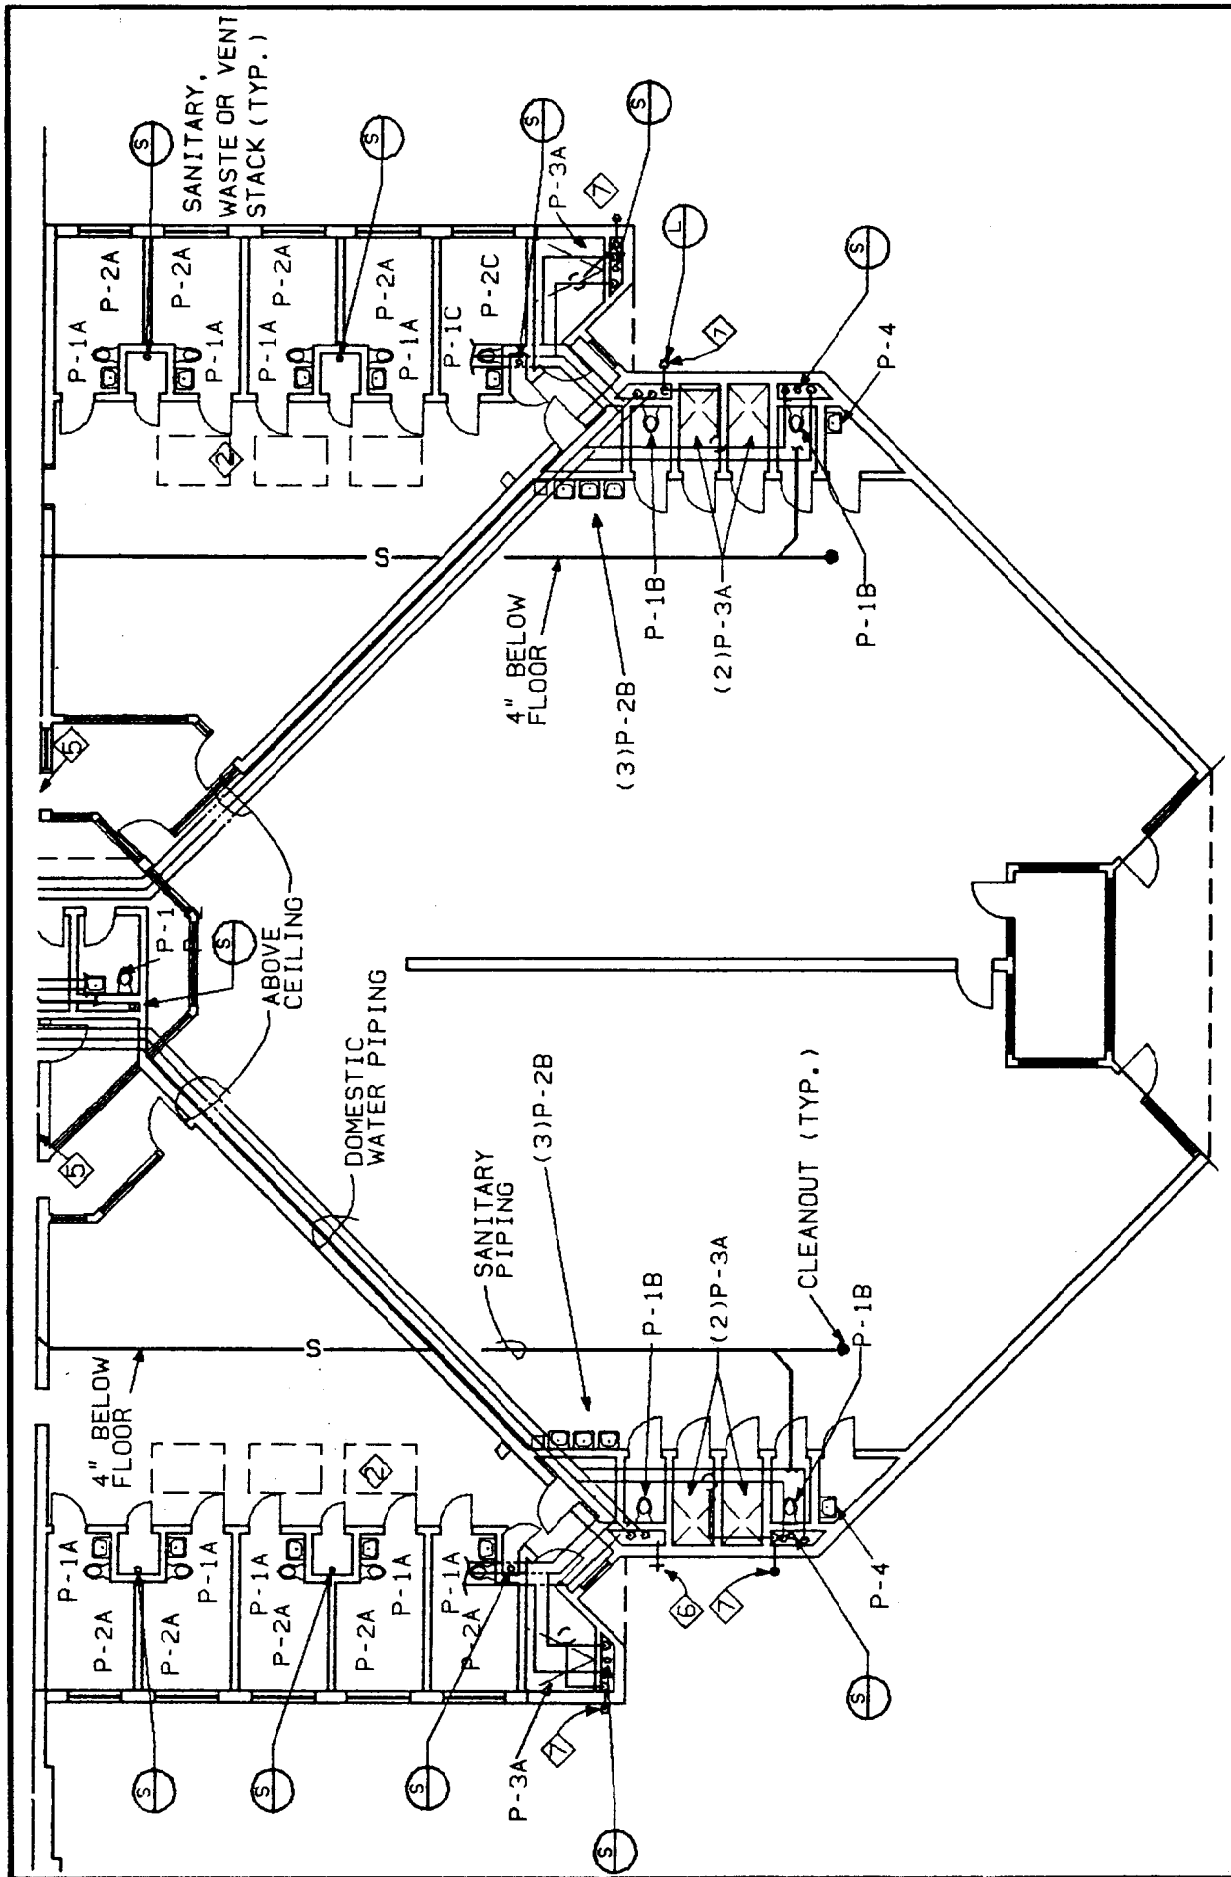 SANITARY,
WASTE OR VENT
STACK (TYP.)
S
S
S
S
L
S
P-3A
7
7
P-4
P-1A
P-2A
P-2A
P-1A
P-1A
P-2A
P-2A
P-1A
P-1C
P-2C
2
S
4" BELOW
FLOOR
(3)P-2B
P-1B
(2)P-3A
P-1B
5
P-1
S
ABOVE
CEILING
DOMESTIC
WATER PIPING
5
SANITARY
PIPING
(3)P-2B
P-1B
(2)P-3A
CLEANOUT (TYP.)
P-1B
S
4" BELOW
FLOOR
2
P-1A
P-2A
P-2A
P-1A
P-1A
P-2A
P-2A
P-1A
P-1A
P-2A
P-3A
7
6
7
P-4
S
S
S
S
S